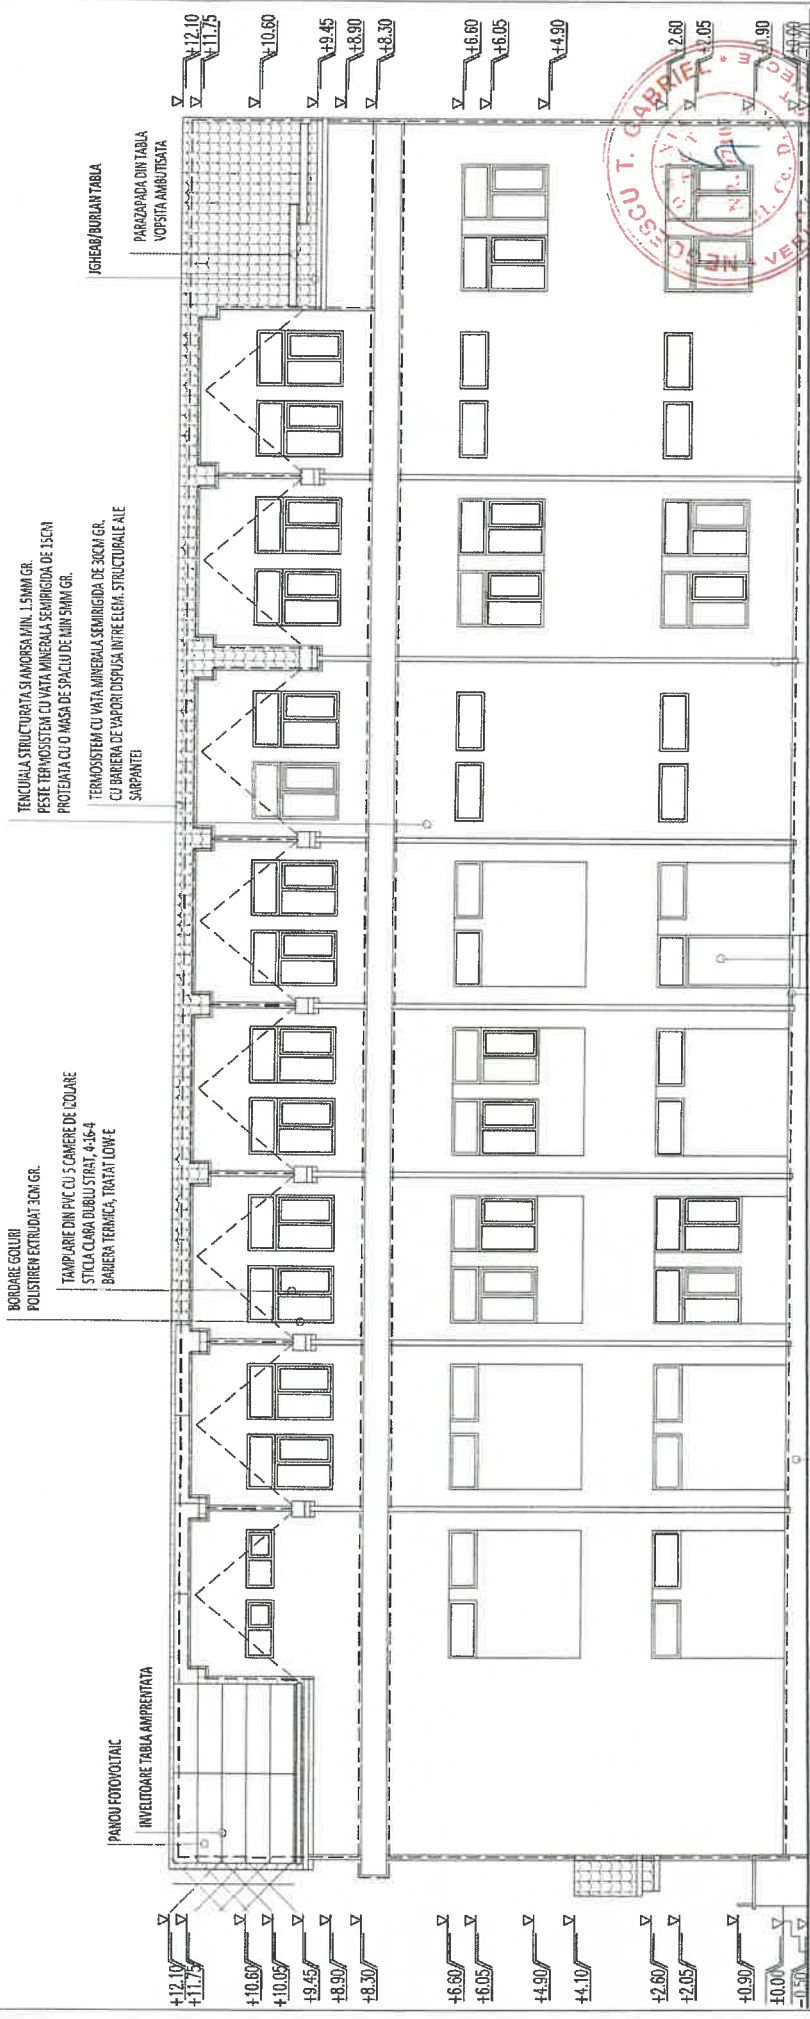 BORDARE GOLURI
POLISTIREN EXTRUDAT 3CM GR.
TAMPLARIE DIN PVC CU 5 CAMERE DE IZOLARE
STICLA CLARA DUBLU STRAT, 4-16-4
BARIERA TERMICA, TRATAT LOW-E
TENCUIALA STRUCTURATA SI AMORSA MIN. 1.5MM GR.
PESTE TERMOSISTEM CU VATA MINERALA SEMIRIGIDA DE 15CM
PROTEJATA CU O MASA DE SPACLU DE MIN 5MM GR.
TERMOSISTEM CU VATA MINERALA SEMIRIGIDA DE 30CM GR.
CU BARIERA DE VAPORI DISPUSA INTRE ELEM. STRUCTURALE ALE
SARPANTEI
PANOU FOTOVOLTAIC
INVELITOARE TABLA AMPRENTATA
JGHEAB/BURLAN TABLA
PARAZAPADA DIN TABLA
VOPSITA AMBUTISATA
+12.10
+11.75
+10.60
+10.05
+9.45
+8.90
+8.30
+6.60
+6.05
+4.90
+4.10
+2.60
+2.05
+0.90
±0.00
-0.50
+12.10
+11.75
+10.60
+9.45
+8.90
+8.30
+6.60
+6.05
+4.90
+2.60
+2.05
+0.90
±0.00
NEGOESCU T. GABRIEL